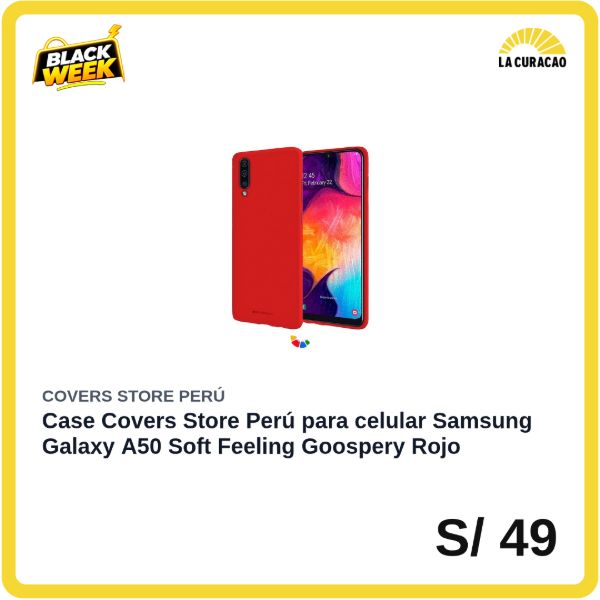 BLACK
WEEK
LA CURACAO
COVERS STORE PERÚ
Case Covers Store Perú para celular Samsung
Galaxy A50 Soft Feeling Goospery Rojo
S/ 49